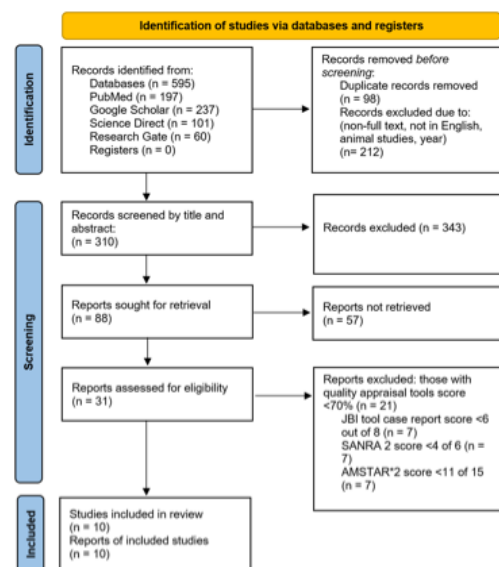 Identification of studies via databases and registers
Identification
Records identified from:
Databases (n = 595)
PubMed (n = 197)
Google Scholar (n = 237)
Science Direct (n = 101)
Research Gate (n = 60)
Registers (n = 0)
Records removed before
screening:
Duplicate records removed
(n = 98)
Records excluded due to:
(non-full text, not in English,
animal studies, year)
(n= 212)
Screening
Records screened by title and
abstract:
(n = 310)
Records excluded (n = 343)
Reports sought for retrieval
(n = 88)
Reports not retrieved
(n = 57)
Reports assessed for eligibility
(n = 31)
Reports excluded: those with
quality appraisal tools score
<70% (n = 21)
JBI tool case report score <6
out of 8 (n = 7)
SANRA 2 score <4 of 6 (n =
7)
AMSTAR*2 score <11 of 15
(n = 7)
Included
Studies included in review
(n = 10)
Reports of included studies
(n = 10)